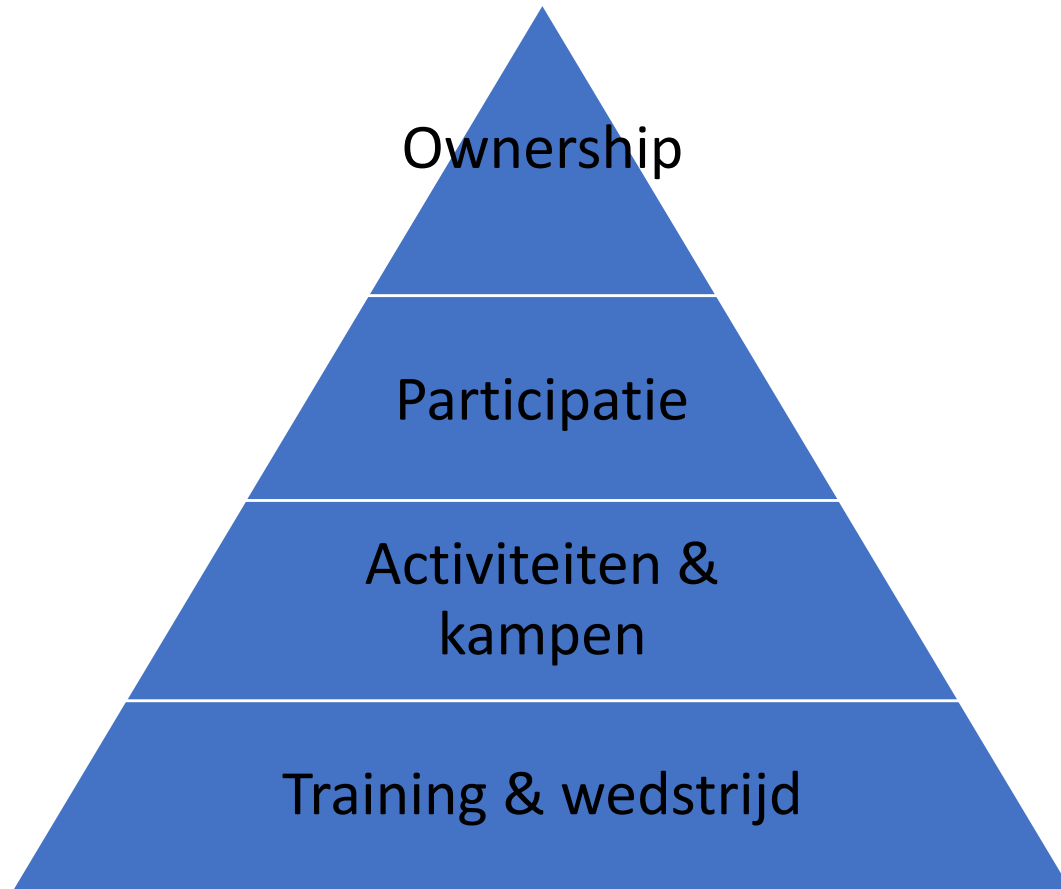 Ownership
Participatie
Activiteiten &
kampen
Training & wedstrijd